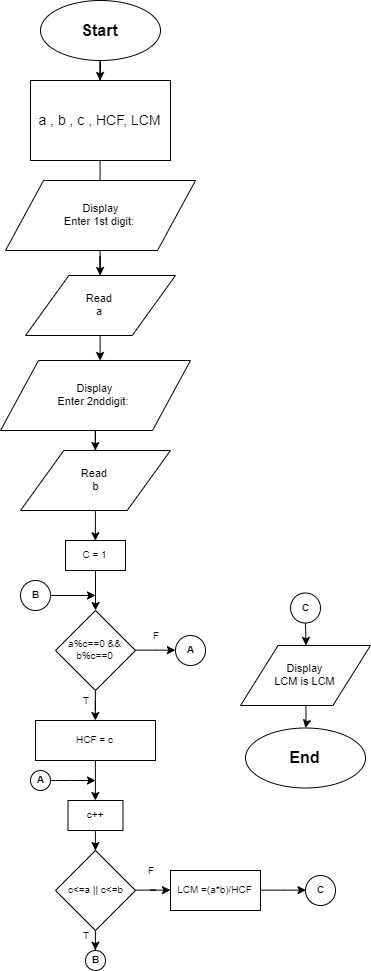 Start
a , b , c , HCF, LCM
Display
Enter 1st digit:
Read
a
Display
Enter 2nddigit:
Read
b
C = 1
B
a%c==0 &&
b%c==0
F
A
T
HCF = c
A
c++
c<=a || c<=b
F
LCM =(a*b)/HCF
C
T
B
C
Display
LCM is LCM
End